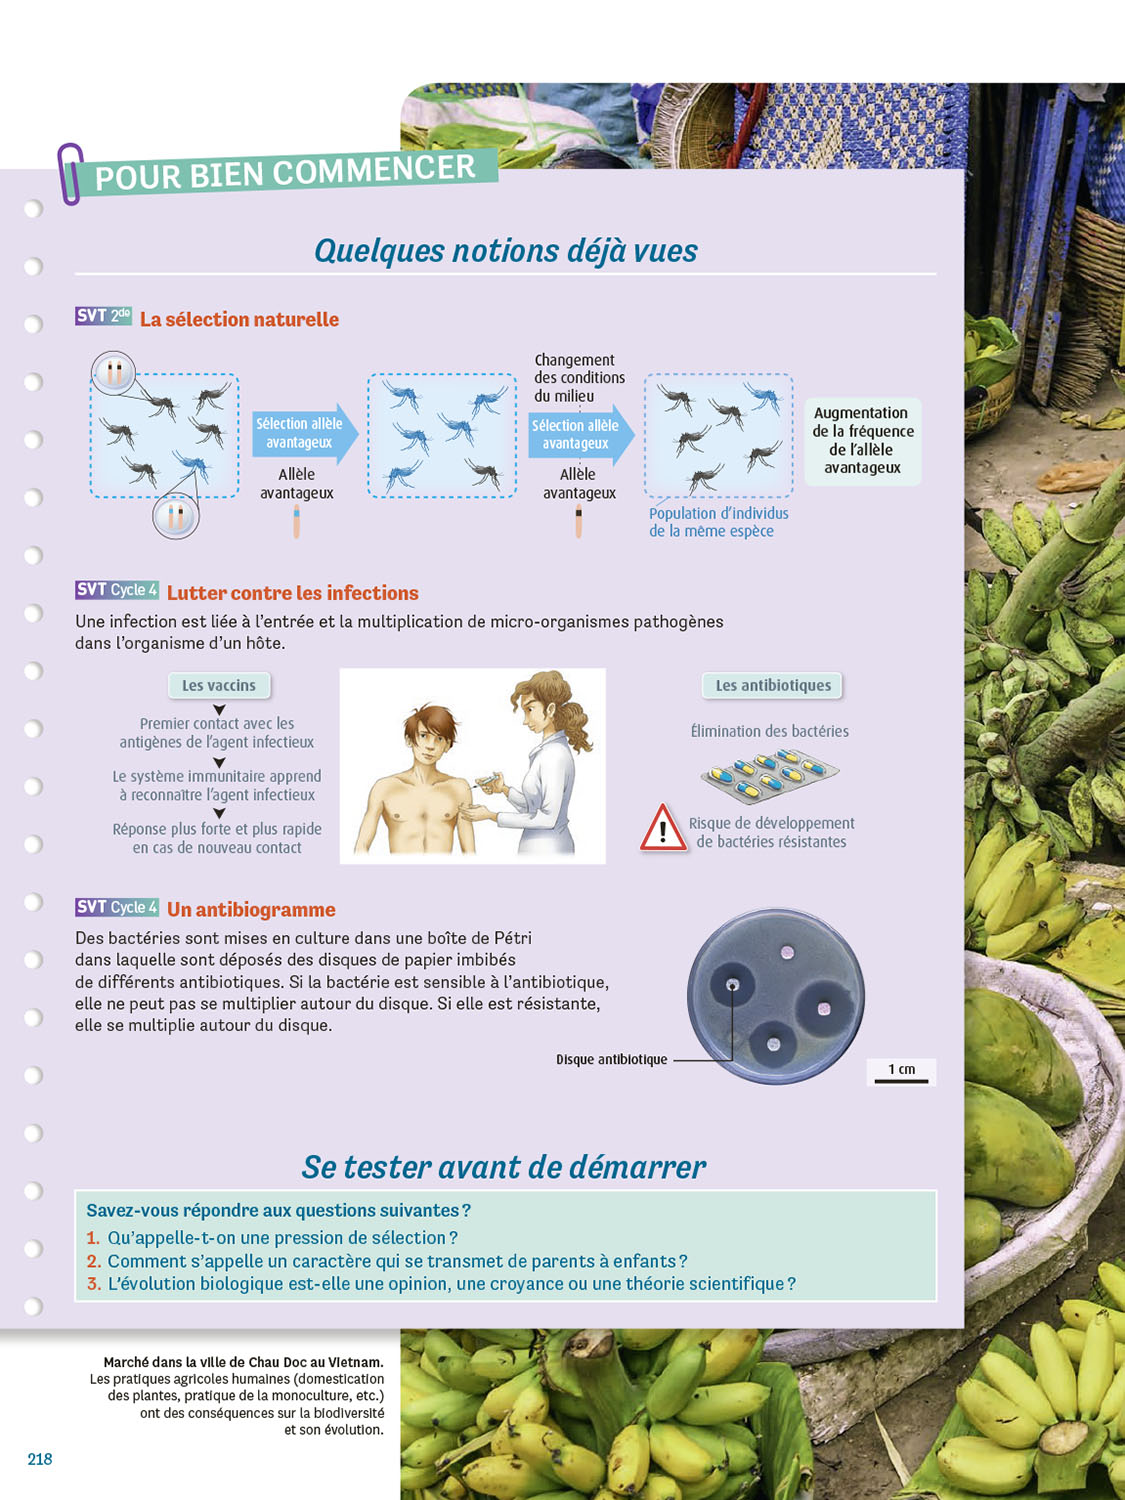 POUR BIEN COMMENCER
Quelques notions déjà vues
SVT 2de La sélection naturelle
Sélection allèle
avantageux
Allèle
avantageux
Changement
des conditions
du milieu
Sélection allèle
avantageux
Allèle
avantageux
Population d'individus
de la même espèce
Augmentation
de la fréquence
de l'allèle
avantageux
SVT Cycle 4 Lutter contre les infections
Une infection est liée à l'entrée et la multiplication de micro-organismes pathogènes
dans l'organisme d'un hôte.
Les vaccins
Premier contact avec les
antigènes de l'agent infectieux
Le système immunitaire apprend
à reconnaître l'agent infectieux
Réponse plus forte et plus rapide
en cas de nouveau contact
Les antibiotiques
Élimination des bactéries
!
Risque de développement
de bactéries résistantes
SVT Cycle 4 Un antibiogramme
Des bactéries sont mises en culture dans une boîte de Pétri
dans laquelle sont déposés des disques de papier imbibés
de différents antibiotiques. Si la bactérie est sensible à l'antibiotique,
elle ne peut pas se multiplier autour du disque. Si elle est résistante,
elle se multiplie autour du disque.
Disque antibiotique
1 cm
Se tester avant de démarrer
Savez-vous répondre aux questions suivantes ?
1. Qu'appelle-t-on une pression de sélection ?
2. Comment s'appelle un caractère qui se transmet de parents à enfants ?
3. L'évolution biologique est-elle une opinion, une croyance ou une théorie scientifique ?
Marché dans la ville de Chau Doc au Vietnam.
Les pratiques agricoles humaines (domestication
des plantes, pratique de la monoculture, etc.)
ont des conséquences sur la biodiversité
et son évolution.
218